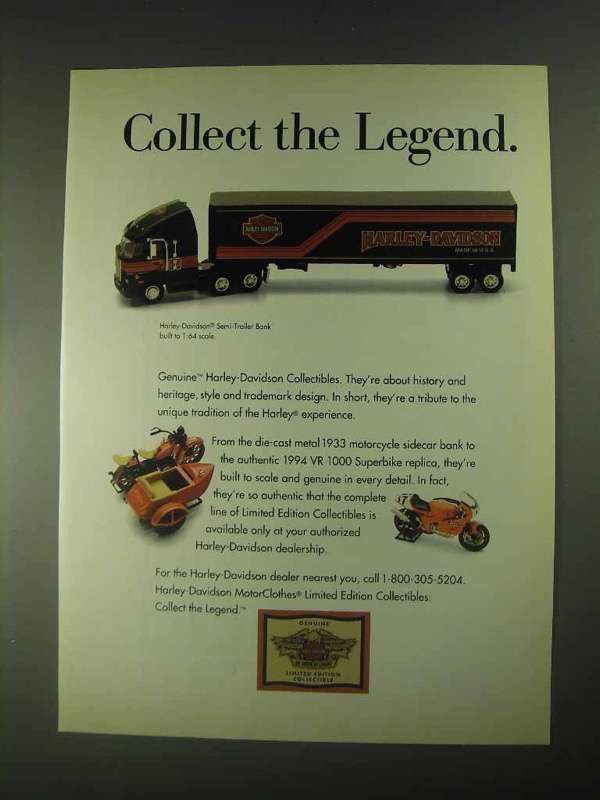 Collect the Legend.
HARLEY-DAVIDSON
HARLEY-DAVIDSON
MADE IN U.S.A.
Harley-Davidson® Semi-Trailer Bank
built to 1:64 scale.
Genuine™ Harley-Davidson Collectibles. They're about history and
heritage, style and trademark design. In short, they're a tribute to the
unique tradition of the Harley® experience.
From the die-cast metal 1933 motorcycle sidecar bank to
the authentic 1994 VR 1000 Superbike replica, they're
built to scale and genuine in every detail. In fact,
they're so authentic that the complete
line of Limited Edition Collectibles is
available only at your authorized
Harley-Davidson dealership.
For the Harley-Davidson dealer nearest you, call 1-800-305-5204.
Harley-Davidson MotorClothes® Limited Edition Collectibles:
Collect the Legend.™
GENUINE
LIMITED EDITION
COLLECTIBLE